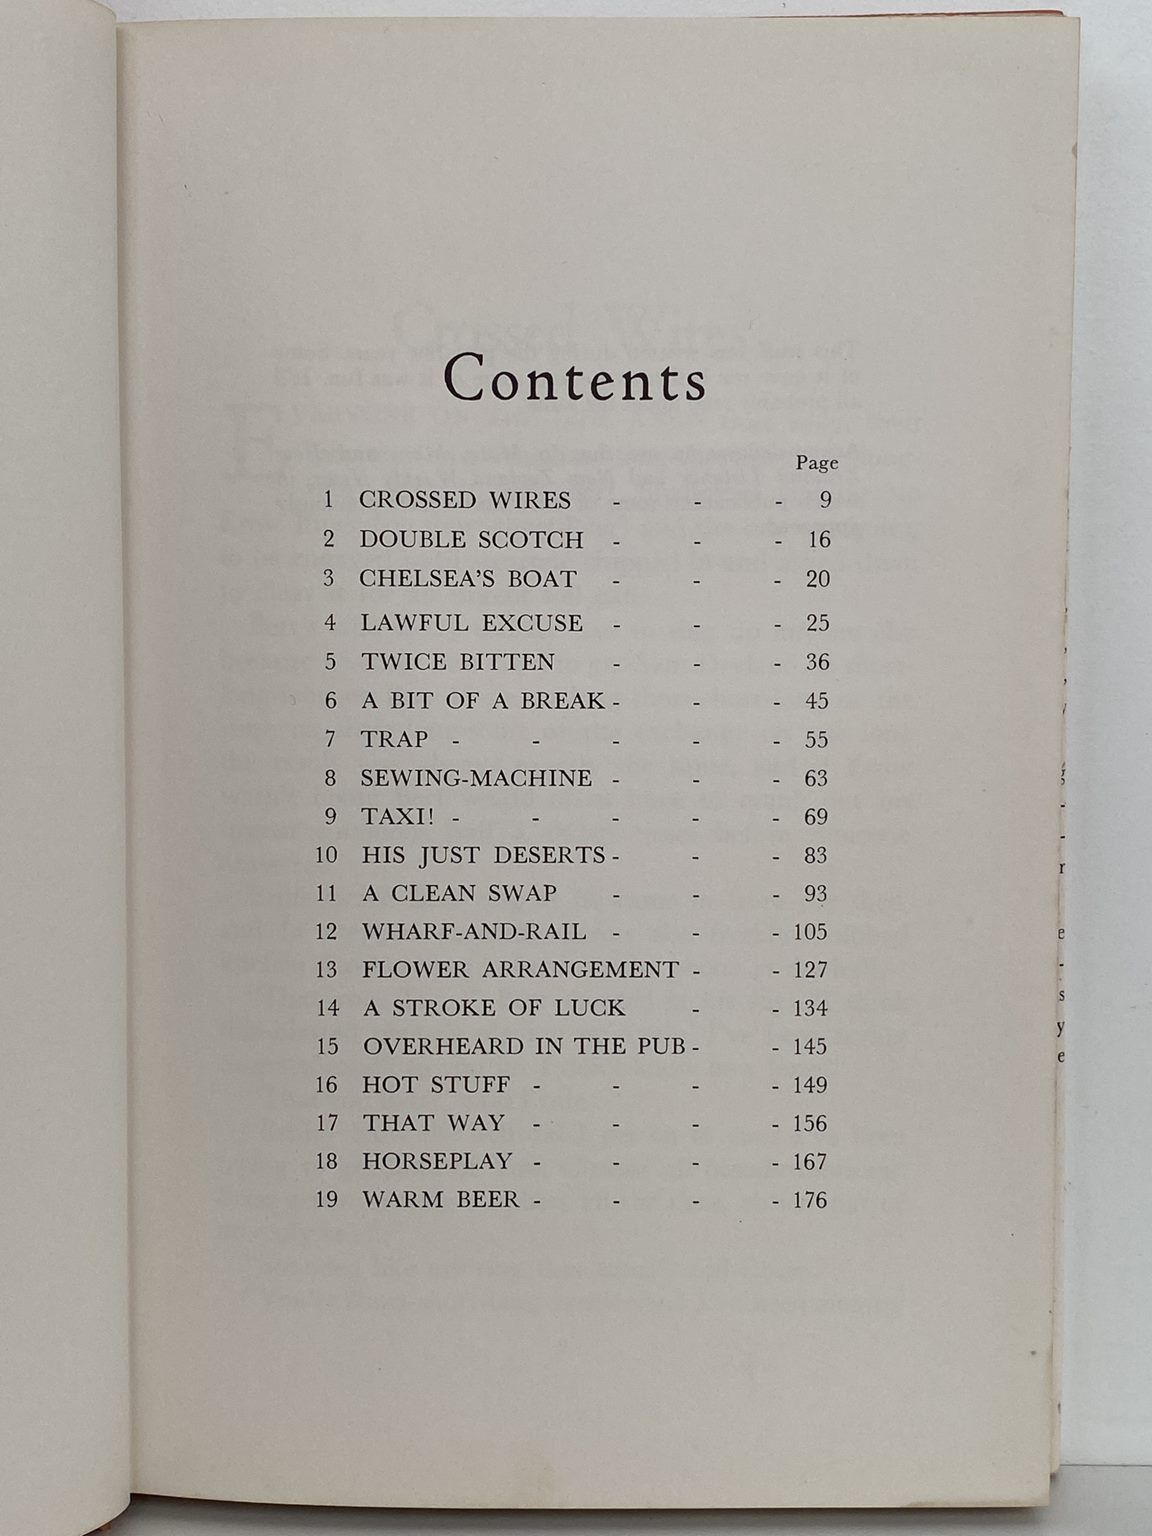 Contents
Page
1 CROSSED WIRES - - - 9
2 DOUBLE SCOTCH - - - 16
3 CHELSEA'S BOAT - - - 20
4 LAWFUL EXCUSE - - - 25
5 TWICE BITTEN - - - 36
6 A BIT OF A BREAK - - - 45
7 TRAP - - - - - 55
8 SEWING-MACHINE - - - 63
9 TAXI! - - - - - 69
10 HIS JUST DESERTS - - - 83
11 A CLEAN SWAP - - - 93
12 WHARF-AND-RAIL - - - 105
13 FLOWER ARRANGEMENT - - 127
14 A STROKE OF LUCK - - 134
15 OVERHEARD IN THE PUB - - 145
16 HOT STUFF - - - - 149
17 THAT WAY - - - - 156
18 HORSEPLAY - - - - 167
19 WARM BEER - - - - 176